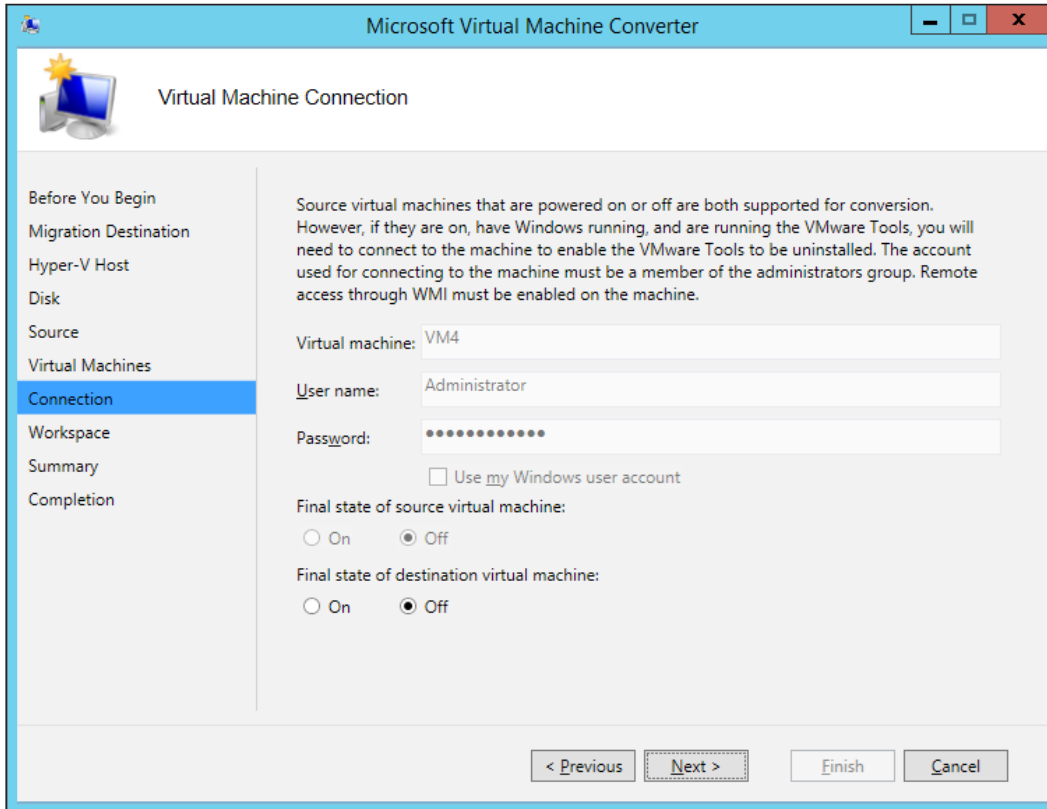 Microsoft Virtual Machine Converter
Virtual Machine Connection
Before You Begin
Migration Destination
Hyper-V Host
Disk
Source
Virtual Machines
Connection
Workspace
Summary
Completion
Source virtual machines that are powered on or off are both supported for conversion.
However, if they are on, have Windows running, and are running the VMware Tools, you will
need to connect to the machine to enable the VMware Tools to be uninstalled. The account
used for connecting to the machine must be a member of the administrators group. Remote
access through WMI must be enabled on the machine.
Virtual machine: VM4
User name: Administrator
Password: ••••••••••••
Use my Windows user account
Final state of source virtual machine:
On Off
Final state of destination virtual machine:
On Off
< Previous Next > Finish Cancel